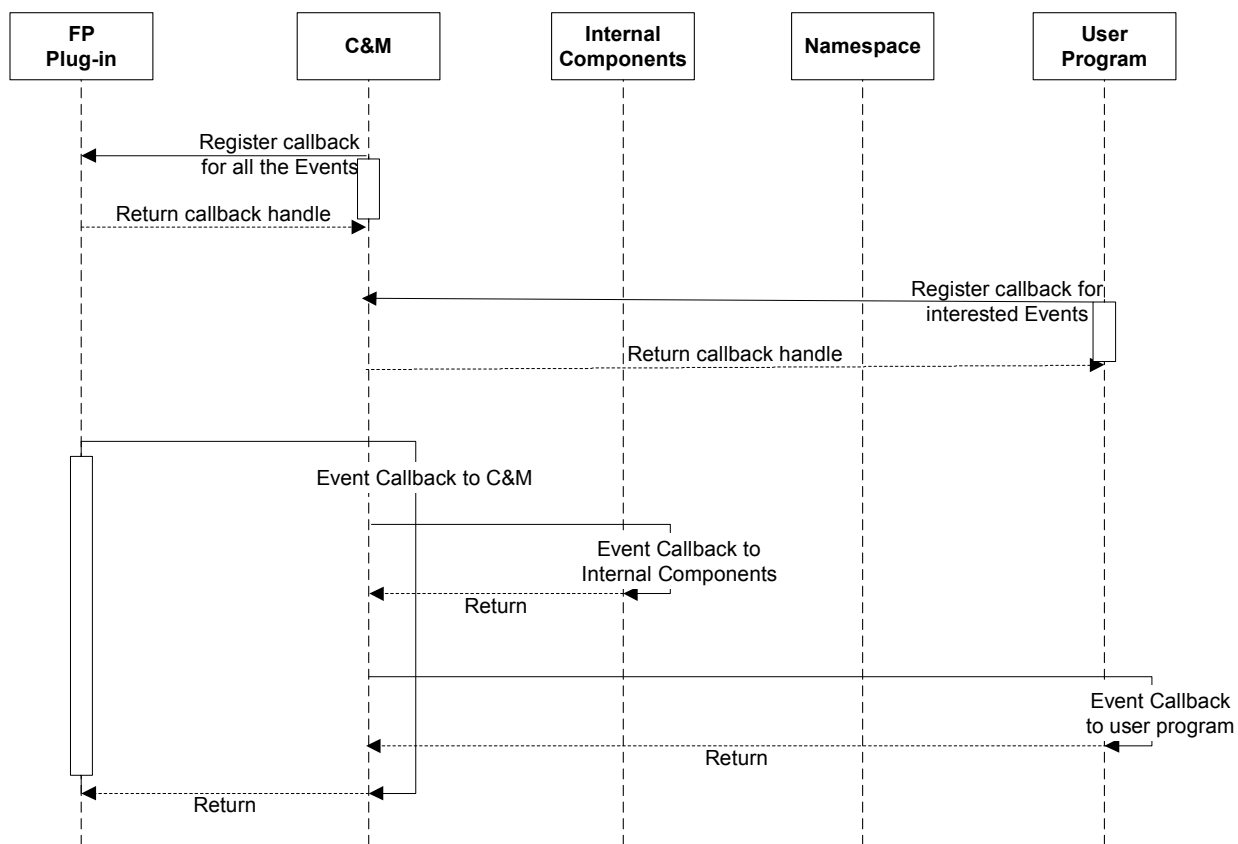 FP
Plug-in
C&M
Internal
Components
Namespace
User
Program
Register callback
for all the Events
Return callback handle
Register callback for
interested Events
Return callback handle
Event Callback to C&M
Event Callback to
Internal Components
Return
Event Callback
to user program
Return
Return